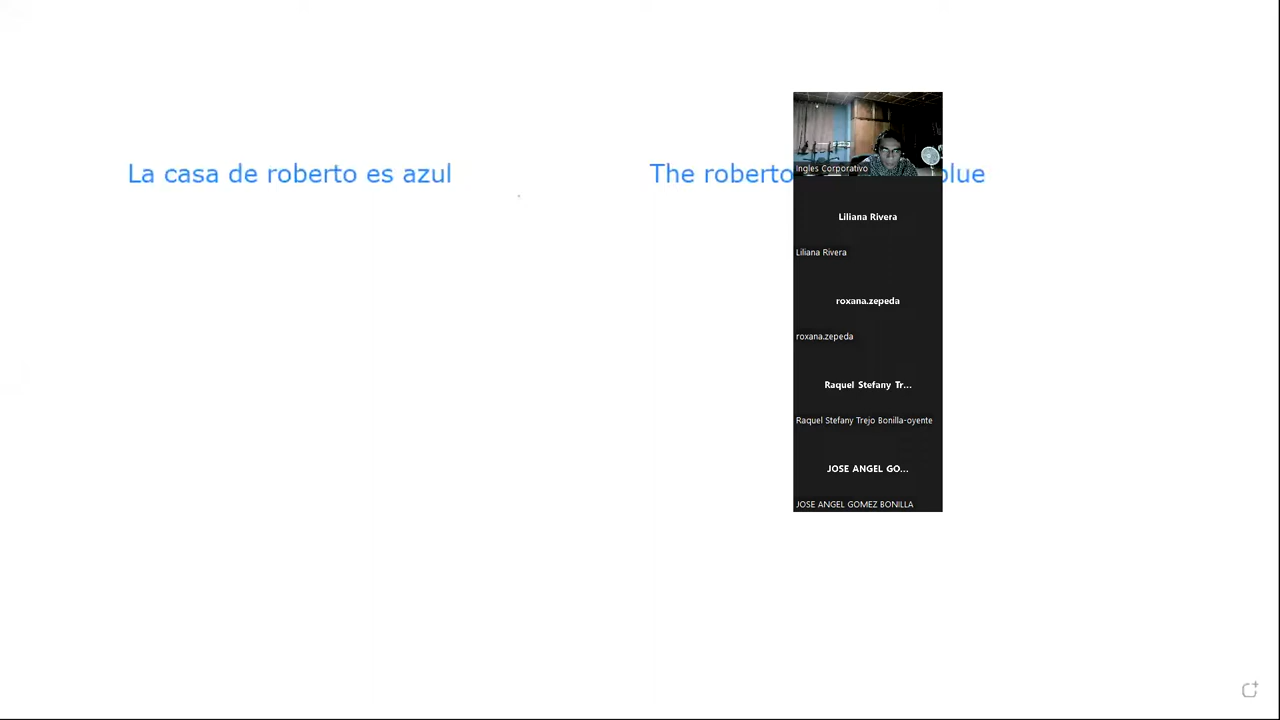 La casa de roberto es azul
The roberto blue
Ingles Corporativo
Liliana Rivera
Liliana Rivera
roxana.zepeda
roxana.zepeda
Raquel Stefany Tr...
Raquel Stefany Trejo Bonilla-oyente
JOSE ANGEL GO...
JOSE ANGEL GOMEZ BONILLA